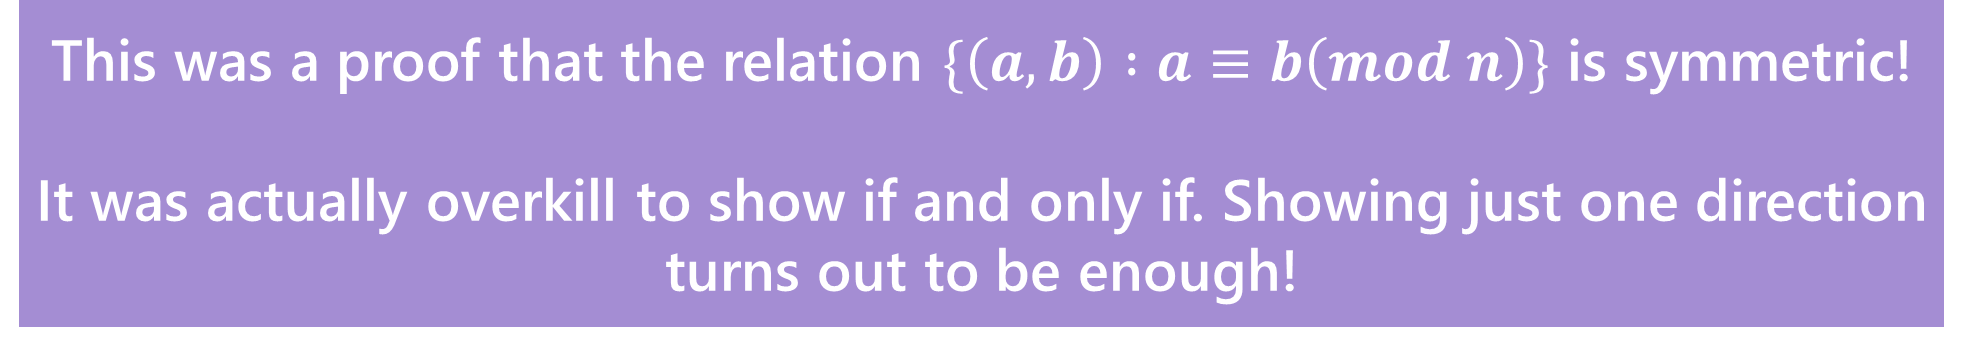 This was a proof that the relation {(a, b) : a ≡ b(mod n)} is symmetric!
It was actually overkill to show if and only if. Showing just one direction
turns out to be enough!